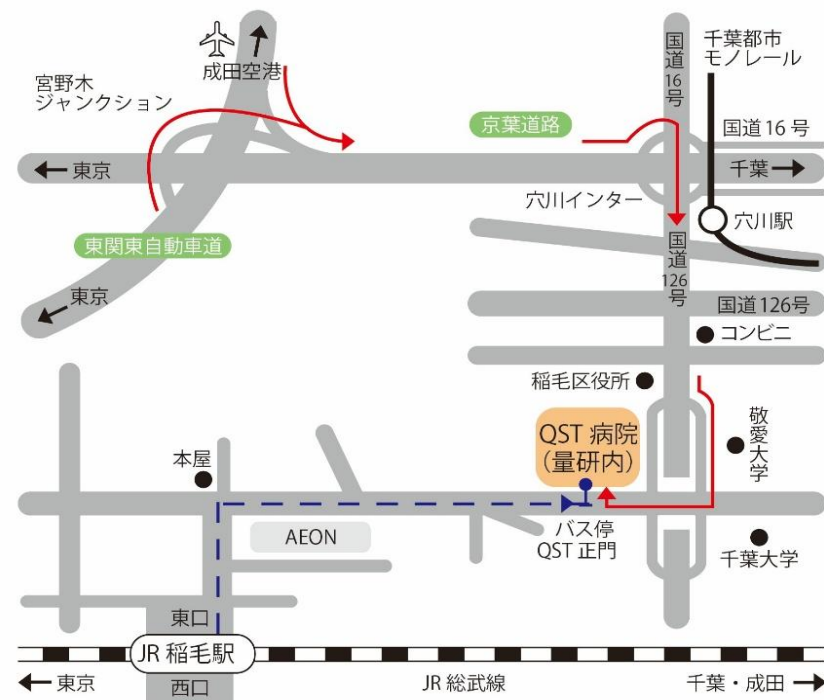 成田空港
宮野木
ジャンクション
国道16号
千葉都市
モノレール
京葉道路
国道16号
東京
千葉
穴川インター
穴川駅
東関東自動車道
国道126号
東京
国道126号
コンビニ
稲毛区役所
敬愛大学
QST 病院
(量研内)
本屋
AEON
バス停
QST 正門
千葉大学
東口
JR 稲毛駅
西口
東京
JR 総武線
千葉・成田